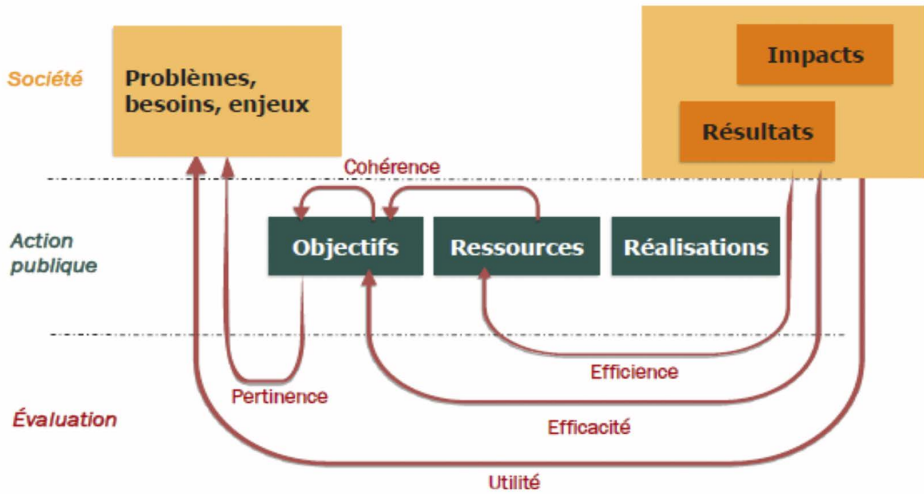 Société
Problèmes,
besoins, enjeux
Impacts
Résultats
Cohérence
Action
publique
Objectifs
Ressources
Réalisations
Efficience
Pertinence
Évaluation
Efficacité
Utilité